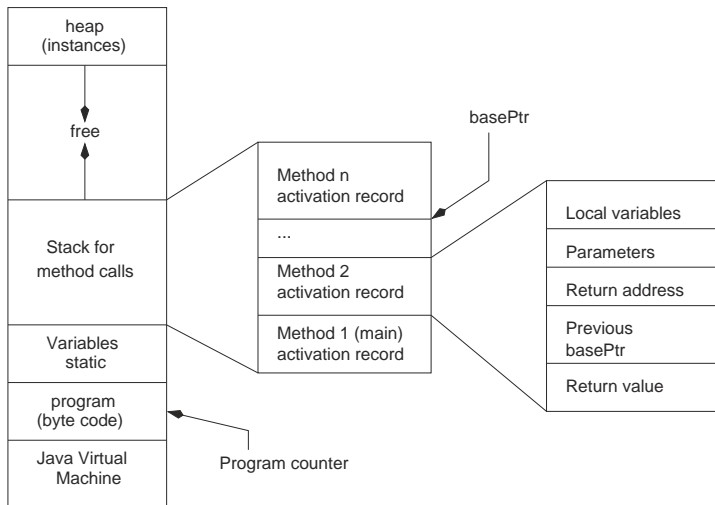 heap
(instances)
free
Stack for
method calls
Variables
static
program
(byte code)
Java Virtual
Machine
Program counter
basePtr
Method n
activation record
...
Method 2
activation record
Method 1 (main)
activation record
Local variables
Parameters
Return address
Previous
basePtr
Return value